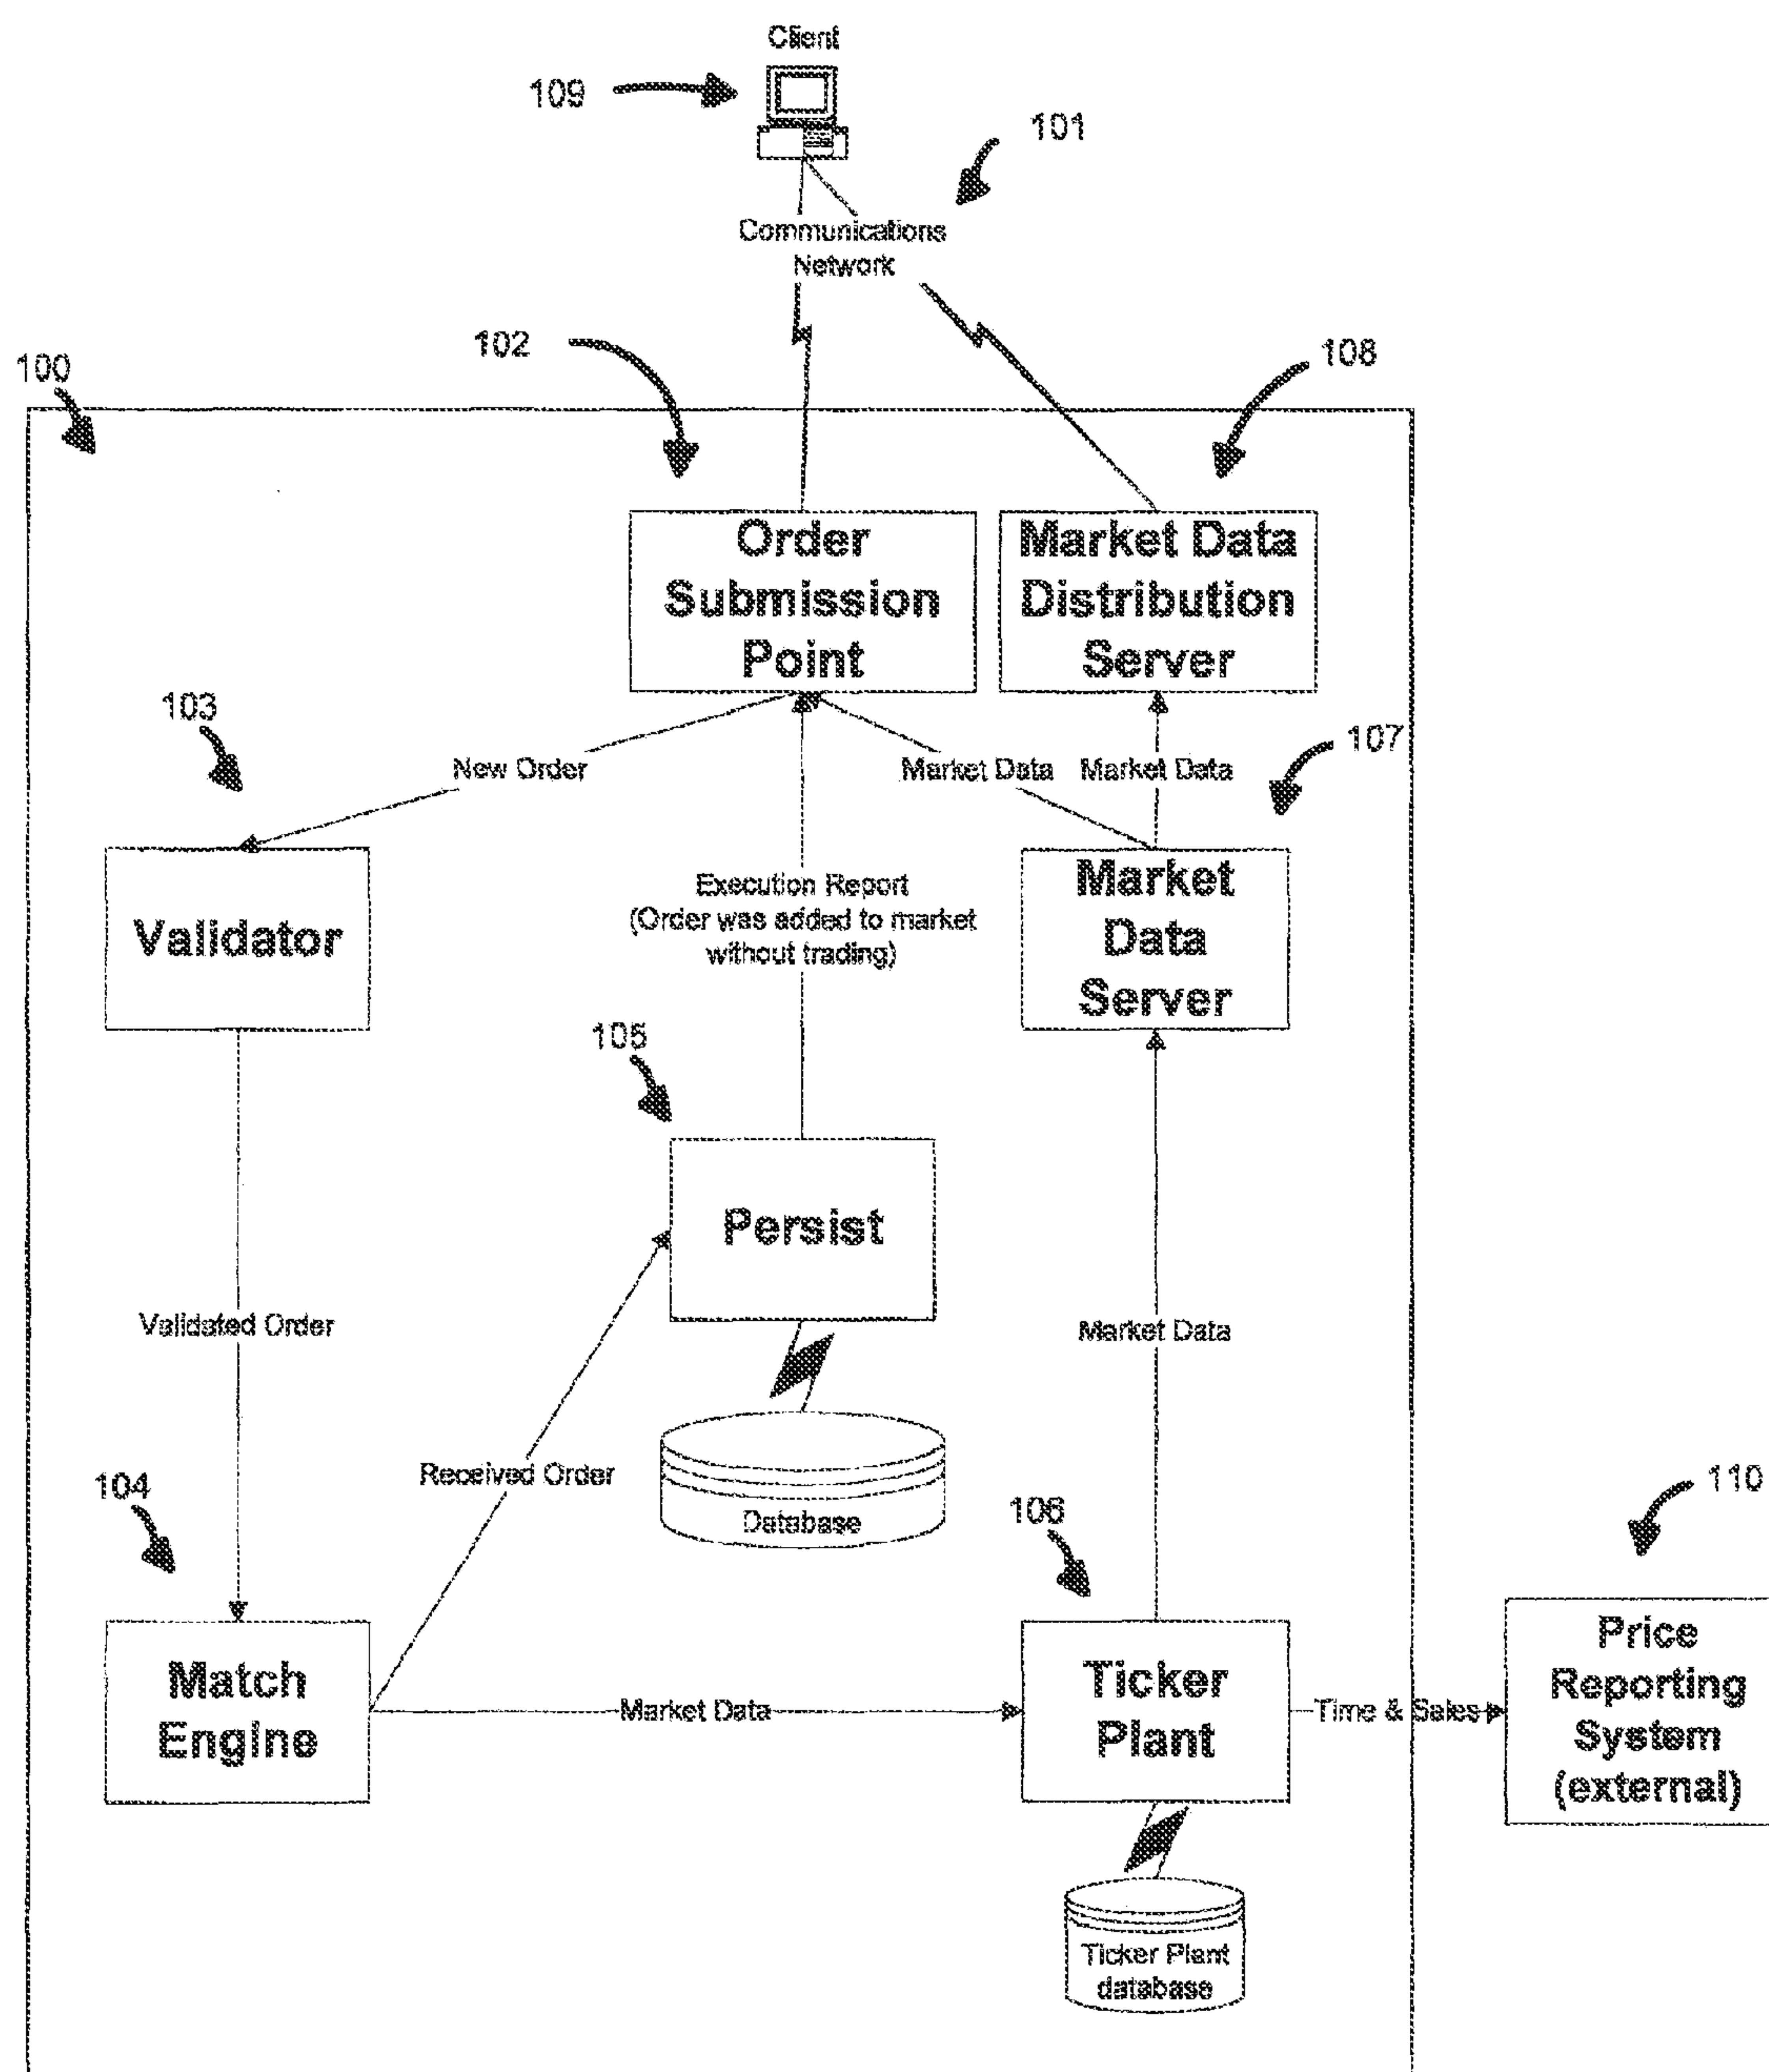 Client
109
101
Communications
Network
102
108
100
Order
Submission
Point
Market Data
Distribution
Server
103
107
New Order
Market Data
Market Data
Validator
Execution Report
(Order was added to market
without trading)
Market
Data
Server
105
Persist
Validated Order
Market Data
104
Received Order
Database
106
110
Match
Engine
Market Data
Ticker
Plant
Time & Sales
Price
Reporting
System
(external)
Ticker Plant
database